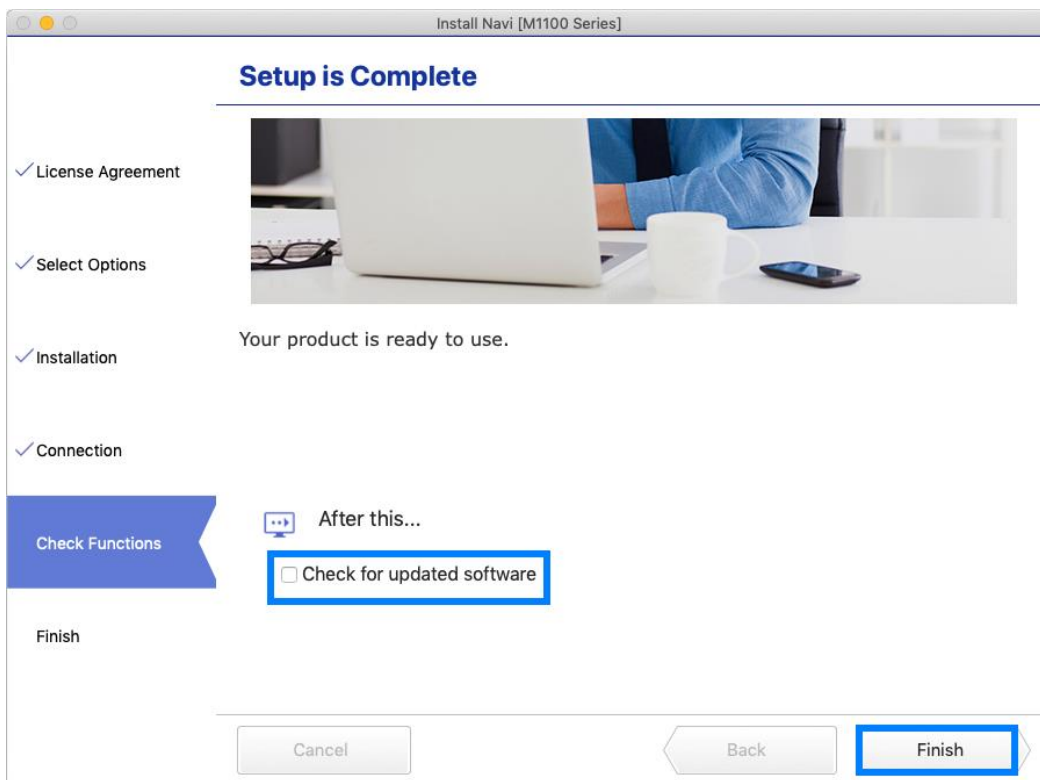 Install Navi [M1100 Series]
Setup is Complete
License Agreement
Select Options
Installation
Connection
Check Functions
Finish
Your product is ready to use.
After this...
Check for updated software
Cancel
Back
Finish